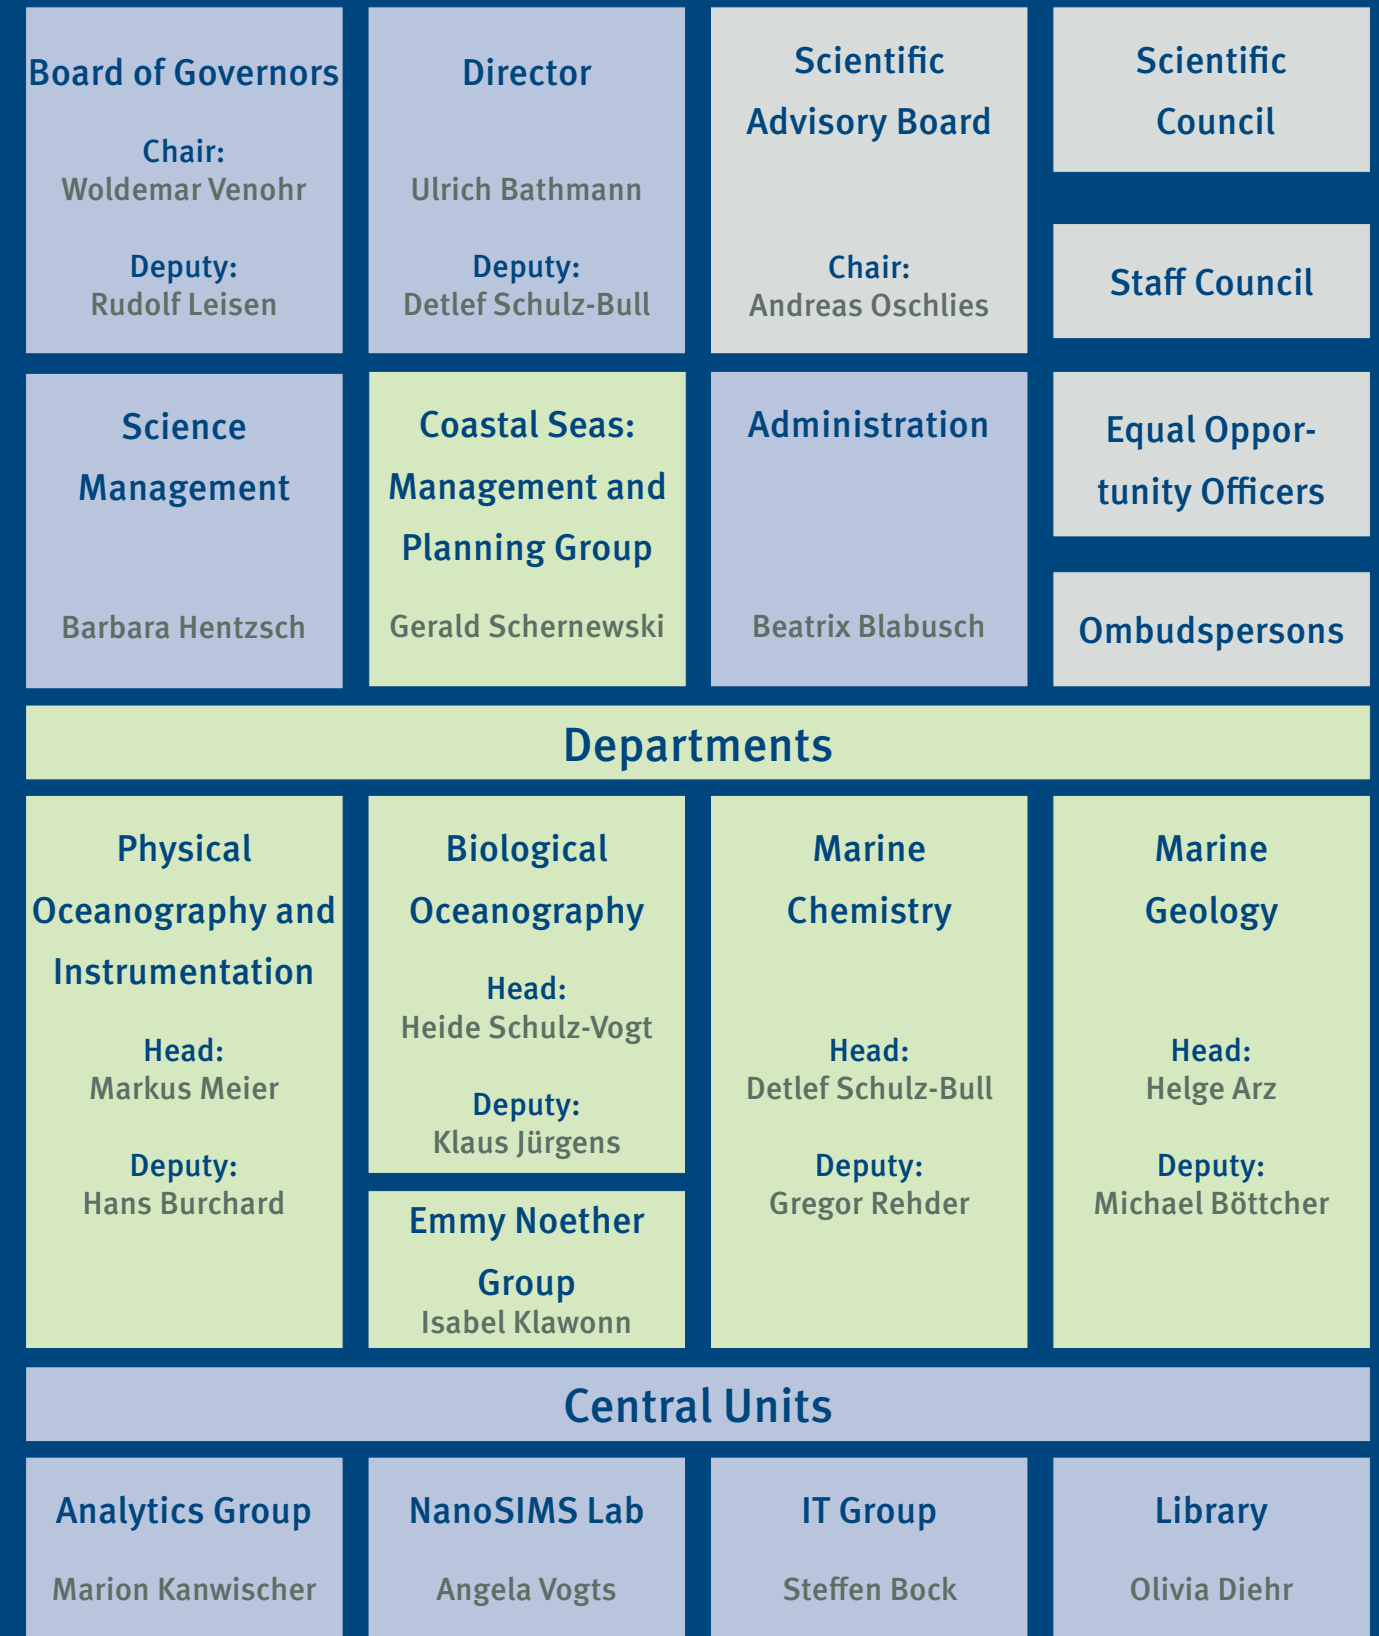 Board of Governors
Chair:
Woldemar Venohr
Deputy:
Rudolf Leisen
Director
Ulrich Bathmann
Deputy:
Detlef Schulz-Bull
Scientific
Advisory Board
Chair:
Andreas Oschlies
Scientific
Council
Staff Council
Science
Management
Barbara Hentzsch
Coastal Seas:
Management and
Planning Group
Gerald Schernewski
Administration
Beatrix Blabusch
Equal Oppor-
tunity Officers
Ombudspersons
Departments
Physical
Oceanography and
Instrumentation
Head:
Markus Meier
Deputy:
Hans Burchard
Biological
Oceanography
Head:
Heide Schulz-Vogt
Deputy:
Klaus Jürgens
Emmy Noether
Group
Isabel Klawonn
Marine
Chemistry
Head:
Detlef Schulz-Bull
Deputy:
Gregor Rehder
Marine
Geology
Head:
Helge Arz
Deputy:
Michael Böttcher
Central Units
Analytics Group
Marion Kanwischer
NanoSIMS Lab
Angela Vogts
IT Group
Steffen Bock
Library
Olivia Diehr